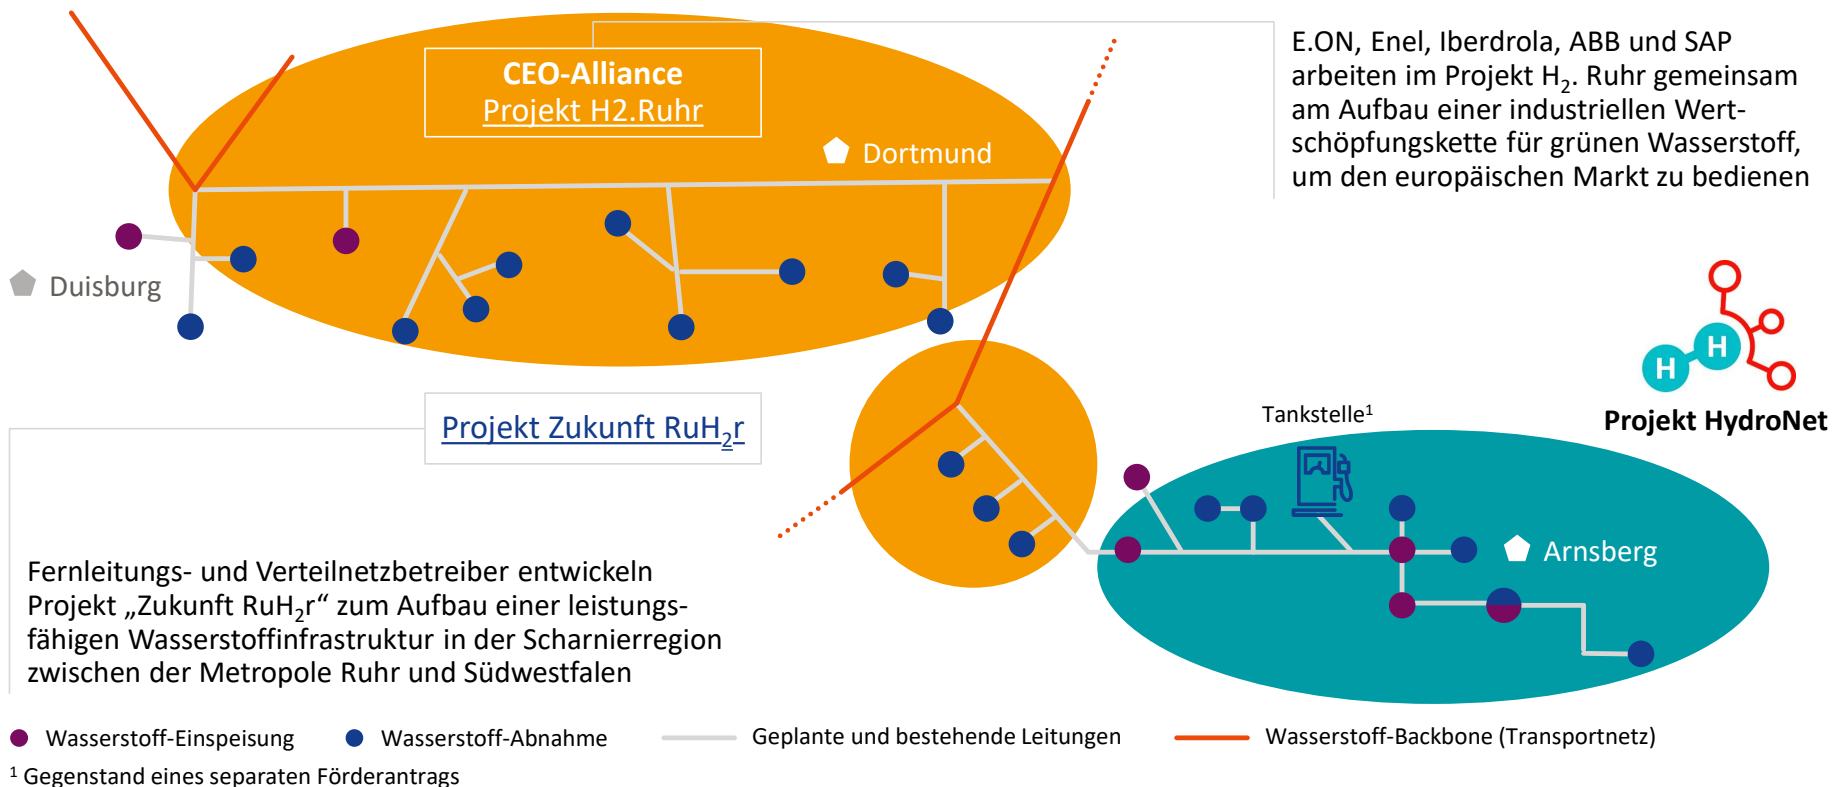 CEO-Alliance
Projekt H2.Ruhr
E.ON, Enel, Iberdrola, ABB und SAP
arbeiten im Projekt H₂. Ruhr gemeinsam
am Aufbau einer industriellen Wert-
schöpfungskette für grünen Wasserstoff,
um den europäischen Markt zu bedienen
Dortmund
Duisburg
H H
Projekt HydroNet
Tankstelle¹
Projekt Zukunft RuH₂r
Arnsberg
Fernleitungs- und Verteilnetzbetreiber entwickeln
Projekt „Zukunft RuH₂r“ zum Aufbau einer leistungs-
fähigen Wasserstoffinfrastruktur in der Scharnierregion
zwischen der Metropole Ruhr und Südwestfalen
Wasserstoff-Einspeisung
Wasserstoff-Abnahme
Geplante und bestehende Leitungen
Wasserstoff-Backbone (Transportnetz)
¹ Gegenstand eines separaten Förderantrags